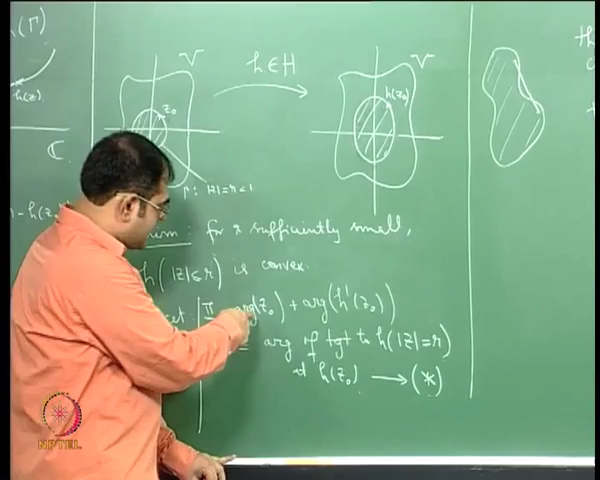 (Γ)
h(z)
ℂ
V
z₀
h ∈ H
V
h(z₀)
Γ: |z|=r<1
- h(z
: for r sufficiently small,
h(|z|≤r) is convex.
π arg(z₀) + arg(h'(z₀))
arg of tgt to h(|z|=r)
at h(z₀) → (*)
th
NPTEL